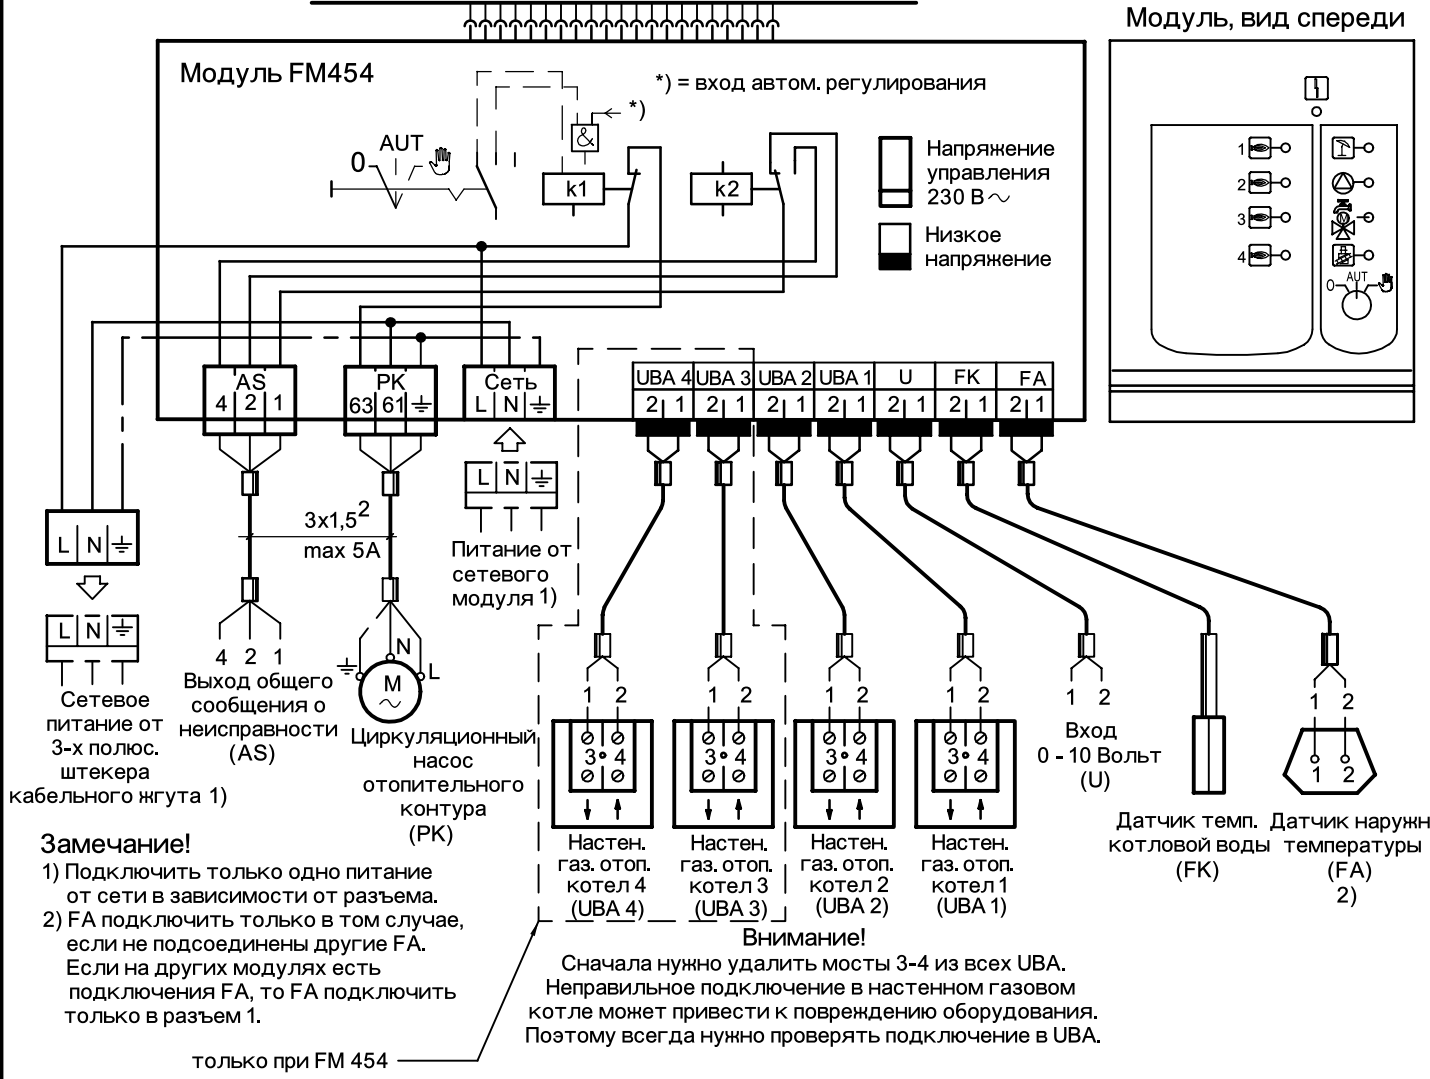 Модуль, вид спереди
Модуль FM454
*) = вход автом. регулирования
*)
&
AUT
0
k1
k2
Напряжение
управления
230 В ~
Низкое
напряжение
1
2
3
4
M
AUT
0
AS
4 2 1
PK
63 61
Сеть
L N
UBA 4 UBA 3 UBA 2 UBA 1 U FK FA
2 1 2 1 2 1 2 1 2 1 2 1 2 1
L N
L N
3x1,5²
max 5A
Питание от
сетевого
модуля 1)
L N
Сетевое
питание от
3-х полюс.
штекера
кабельного жгута 1)
4 2 1
Выход общего
сообщения о
неисправности
(AS)
N
L
M
~
Циркуляционный
насос
отопительного
контура
(PK)
1 2 1 2 1 2 1 2 1 2 1 2
3 4 3 4 3 4 3 4
1 2
Настен.
газ. отоп.
котел 4
(UBA 4)
Настен.
газ. отоп.
котел 3
(UBA 3)
Настен.
газ. отоп.
котел 2
(UBA 2)
Настен.
газ. отоп.
котел 1
(UBA 1)
Вход
0 - 10 Вольт
(U)
Датчик темп.
котловой воды
(FK)
Датчик наружн
температуры
(FA)
2)
Замечание!
1) Подключить только одно питание
от сети в зависимости от разъема.
2) FA подключить только в том случае,
если не подсоединены другие FA.
Если на других модулях есть
подключения FA, то FA подключить
только в разъем 1.
только при FM 454
Внимание!
Сначала нужно удалить мосты 3-4 из всех UBA.
Неправильное подключение в настенном газовом
котле может привести к повреждению оборудования.
Поэтому всегда нужно проверять подключение в UBA.